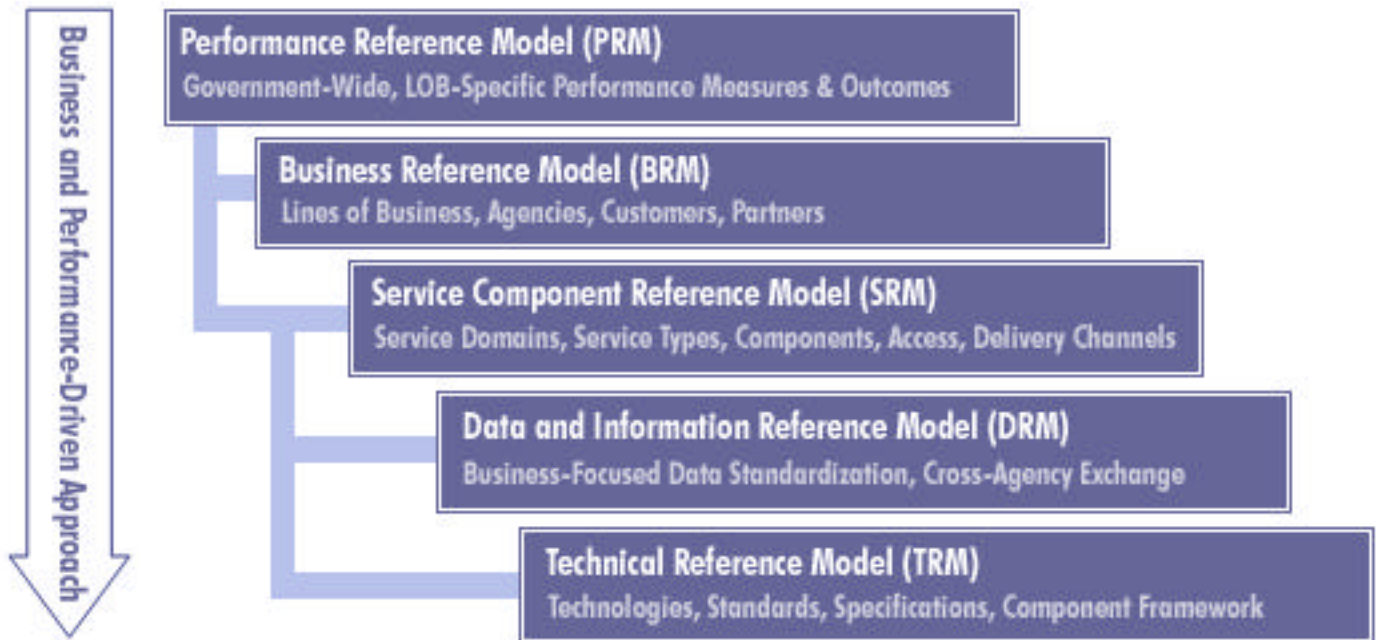 Business and Performance-Driven Approach
Performance Reference Model (PRM)
Government-Wide, LOB-Specific Performance Measures & Outcomes
Business Reference Model (BRM)
Lines of Business, Agencies, Customers, Partners
Service Component Reference Model (SRM)
Service Domains, Service Types, Components, Access, Delivery Channels
Data and Information Reference Model (DRM)
Business-Focused Data Standardization, Cross-Agency Exchange
Technical Reference Model (TRM)
Technologies, Standards, Specifications, Component Framework